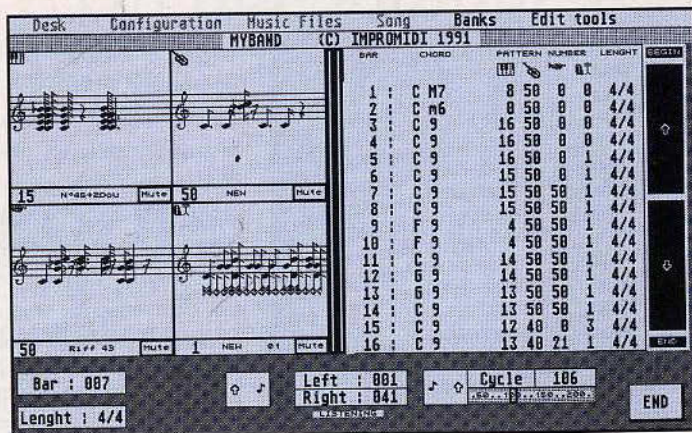 Desk Configuration Music Files Song Banks Edit tools
MYBAND (C) IMPROMIDI 1991
BAR CHORD PATTERN NUMBER LENGHT BEGIN
1 : C M7 8 50 0 0 4/4
2 : C m6 8 50 0 0 4/4
3 : C 9 16 50 0 0 4/4
4 : C 9 16 50 0 0 4/4
5 : C 9 16 50 0 1 4/4
6 : C 9 15 50 0 1 4/4
7 : C 9 15 50 50 1 4/4
8 : C 9 15 50 50 1 4/4
9 : F 9 4 50 50 1 4/4
10 : F 9 4 50 50 1 4/4
11 : C 9 14 50 50 1 4/4
12 : G 9 14 50 50 1 4/4
13 : G 9 13 50 50 1 4/4
14 : C 9 13 50 50 1 4/4
15 : C 9 12 40 0 3 4/4
16 : C 9 13 40 21 1 4/4
END
15 Mute 50 NEW Mute
50 Riff 43 Mute 1 NEW 01 Mute
Bar : 007
Lenght : 4/4
Left : 001
Right : 041
LISTENING
Cycle 106
.50..100..150..200.
END